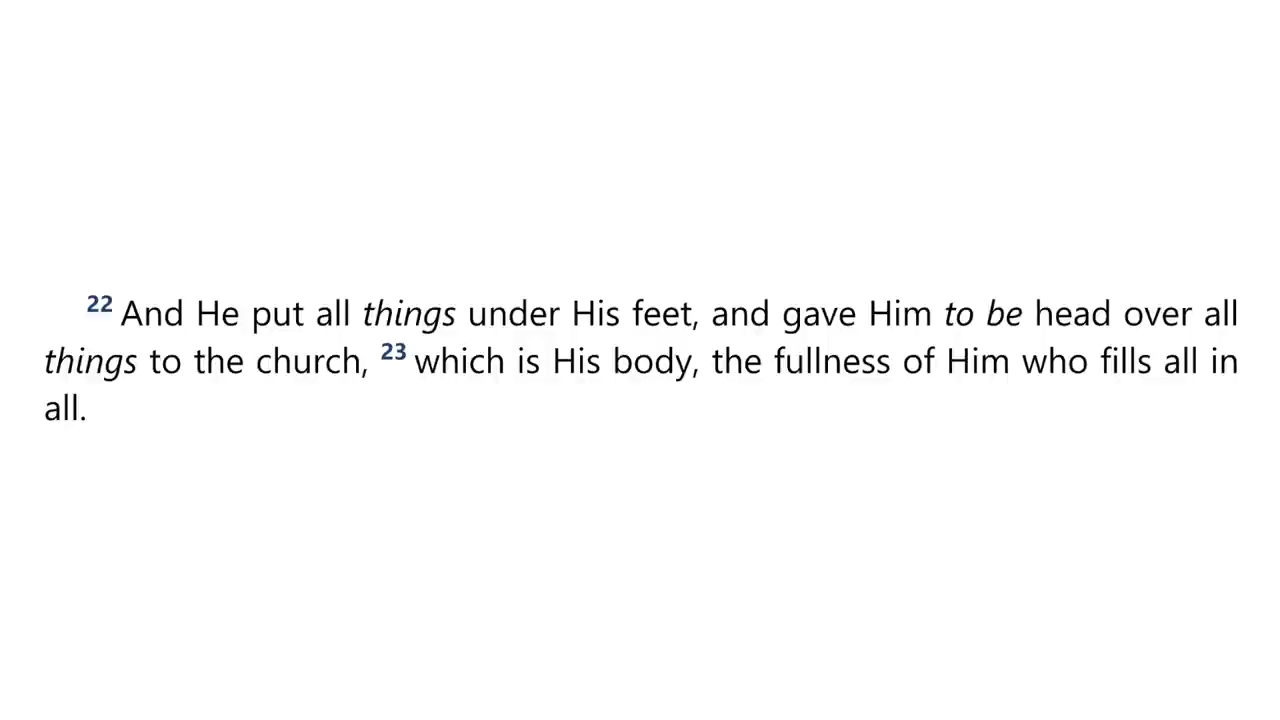 22 And He put all things under His feet, and gave Him to be head over all
things to the church, 23 which is His body, the fullness of Him who fills all in
all.